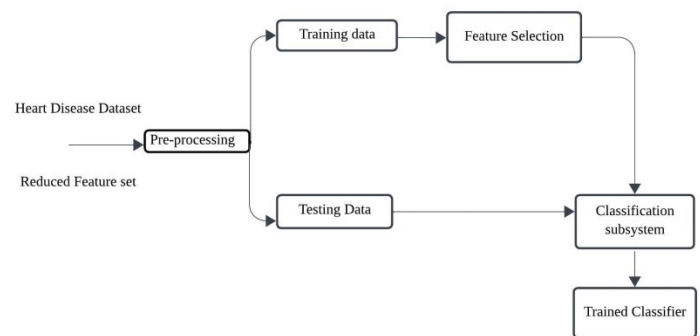 Training data
Feature Selection
Heart Disease Dataset
Pre-processing
Reduced Feature set
Testing Data
Classification
subsystem
Trained Classifier